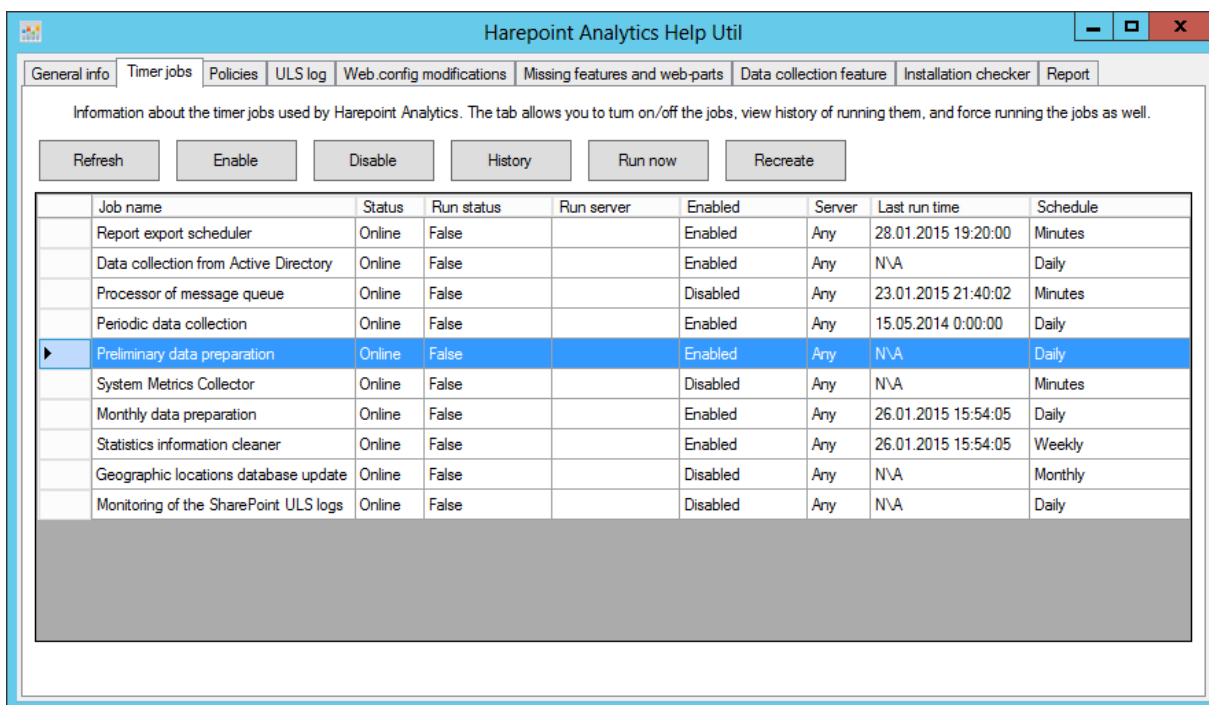 Harepoint Analytics Help Util
General info Timer jobs Policies ULS log Web.config modifications Missing features and web-parts Data collection feature Installation checker Report
Information about the timer jobs used by Harepoint Analytics. The tab allows you to turn on/off the jobs, view history of running them, and force running the jobs as well.
Refresh Enable Disable History Run now Recreate
Job name Status Run status Run server Enabled Server Last run time Schedule
Report export scheduler Online False Enabled Any 28.01.2015 19:20:00 Minutes
Data collection from Active Directory Online False Enabled Any N\A Daily
Processor of message queue Online False Disabled Any 23.01.2015 21:40:02 Minutes
Periodic data collection Online False Enabled Any 15.05.2014 0:00:00 Daily
Preliminary data preparation Online False Enabled Any N\A Daily
System Metrics Collector Online False Disabled Any N\A Minutes
Monthly data preparation Online False Enabled Any 26.01.2015 15:54:05 Daily
Statistics information cleaner Online False Enabled Any 26.01.2015 15:54:05 Weekly
Geographic locations database update Online False Disabled Any N\A Monthly
Monitoring of the SharePoint ULS logs Online False Disabled Any N\A Daily